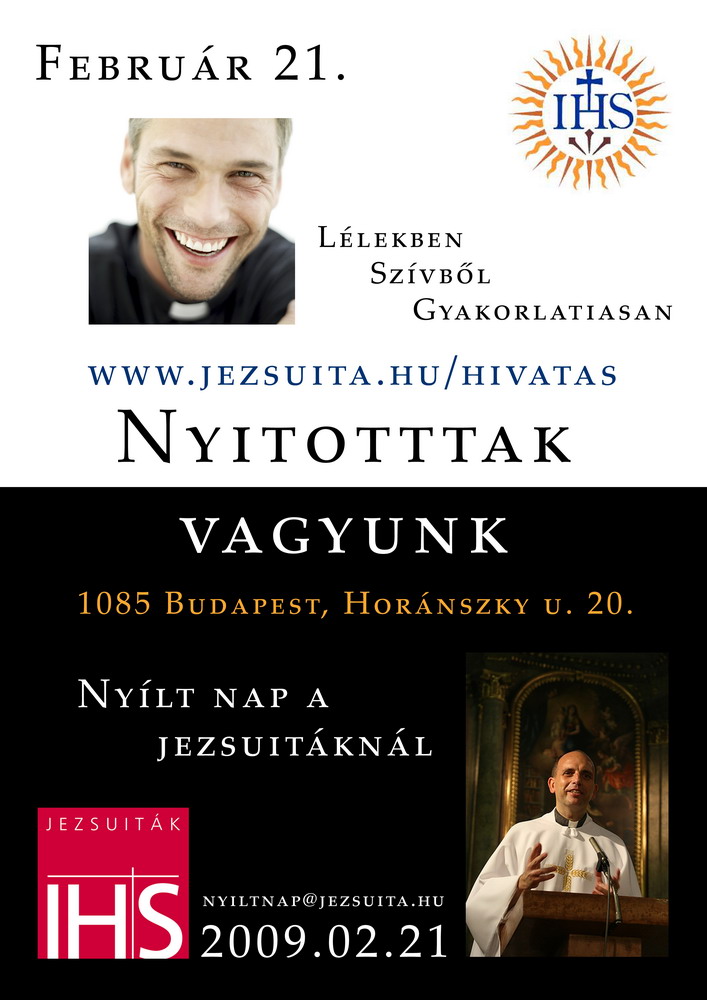 Február 21.
IHS
Lélekben
Szívből
Gyakorlatiasan
www.jezsuita.hu/hivatas
Nyitotttak
vagyunk
1085 Budapest, Horánszky u. 20.
Nyílt nap a
jezsuitáknál
JEZSUITÁK
IHS
nyiltnap@jezsuita.hu
2009.02.21